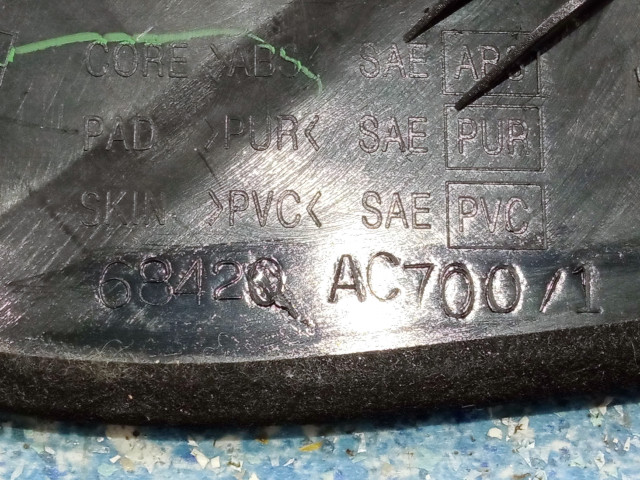 CORE >ABS< SAE ABS
PAD. >PUR< SAE PUR
SKIN. >PVC< SAE PVC
68420 AC700/1